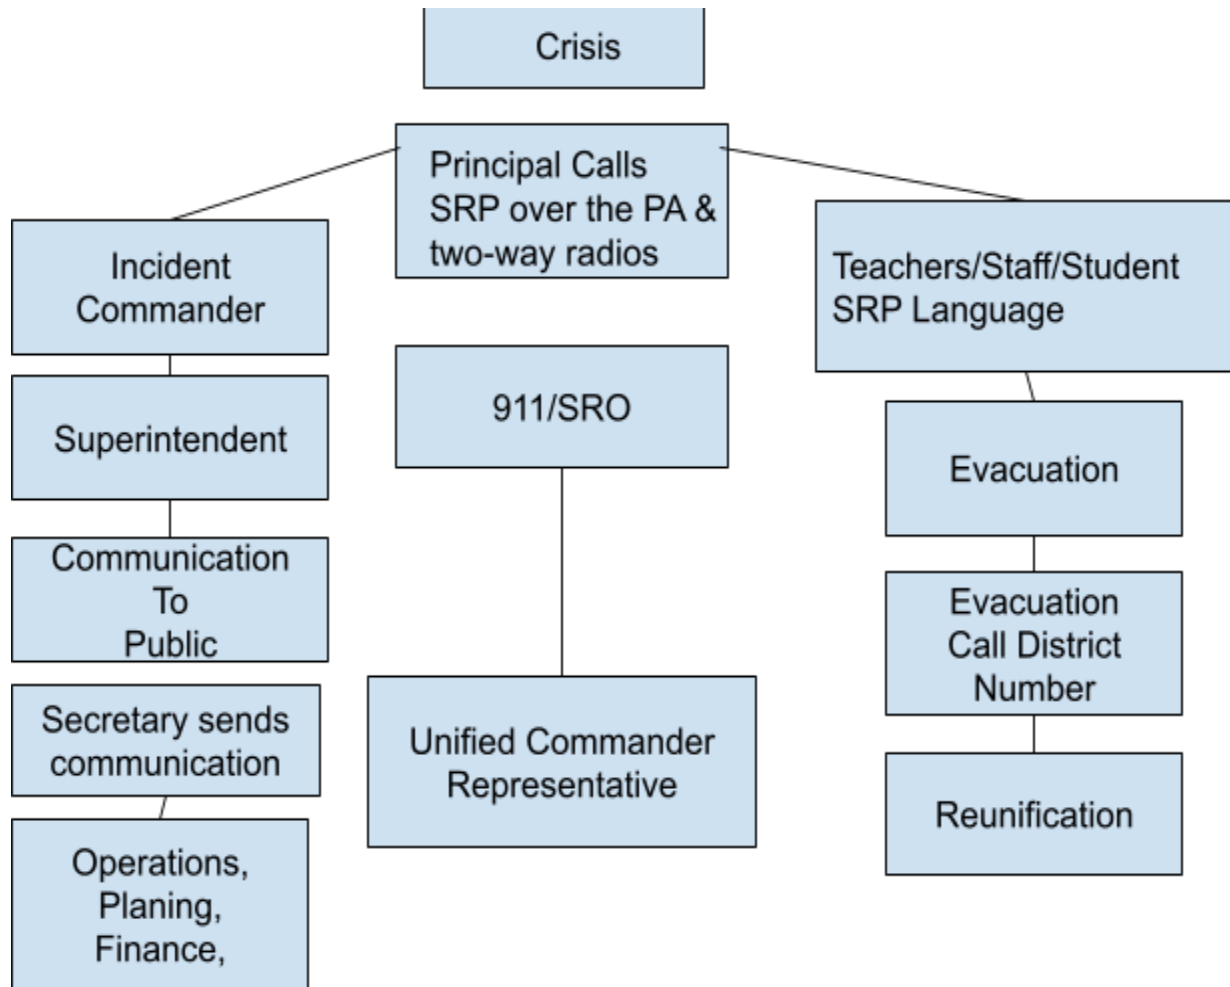 Crisis
Principal Calls
SRP over the PA &
two-way radios
Incident
Commander
Superintendent
Communication
To
Public
Secretary sends
communication
Operations,
Planing,
Finance,
911/SRO
Unified Commander
Representative
Teachers/Staff/Student
SRP Language
Evacuation
Evacuation
Call District
Number
Reunification